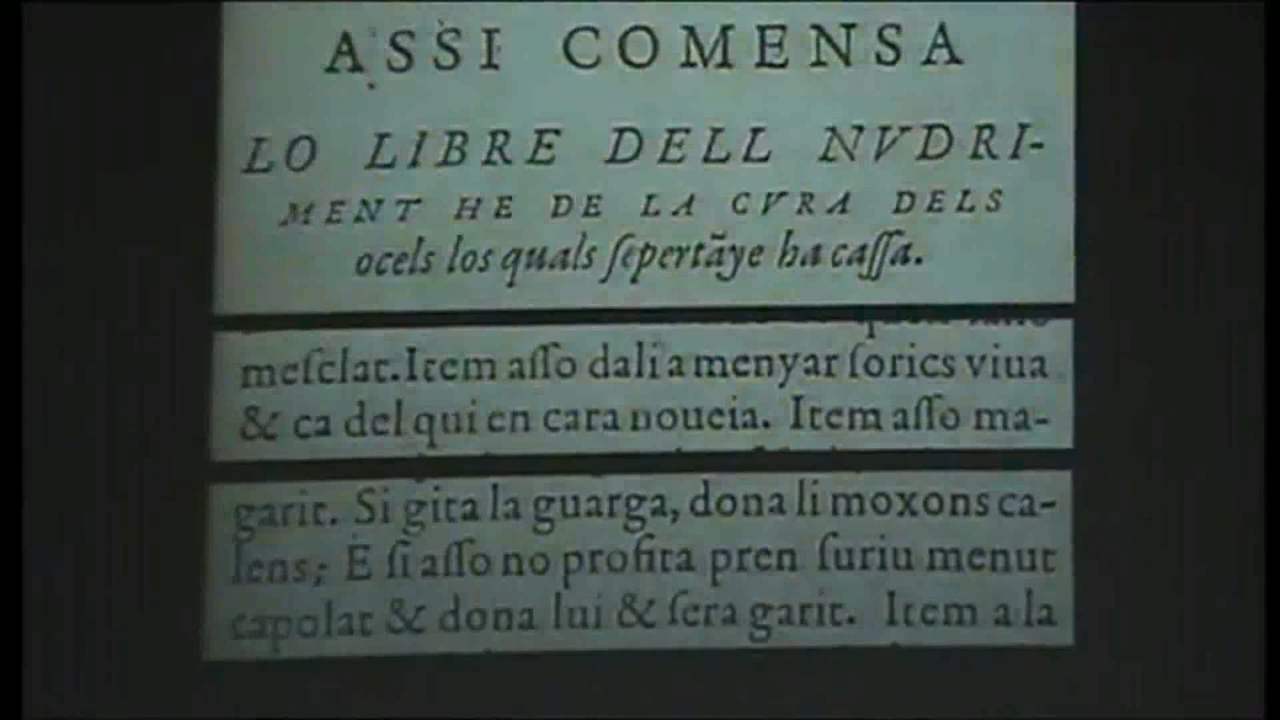 ASSI COMENSA
LO LIBRE DELL NVDRI-
MENT HE DE LA CVRA DELS
ocels los quals ſepertãye ha caſſa.
meſclat. Item aſſo dali a menyar ſorics viua
& ca del qui en cara noueia. Item aſſo ma-
garit. Si gita la guarga, dona li moxons ca-
lens; E ſi aſſo no profita pren ſuriu menut
capolat & dona lui & ſera garit. Item a la